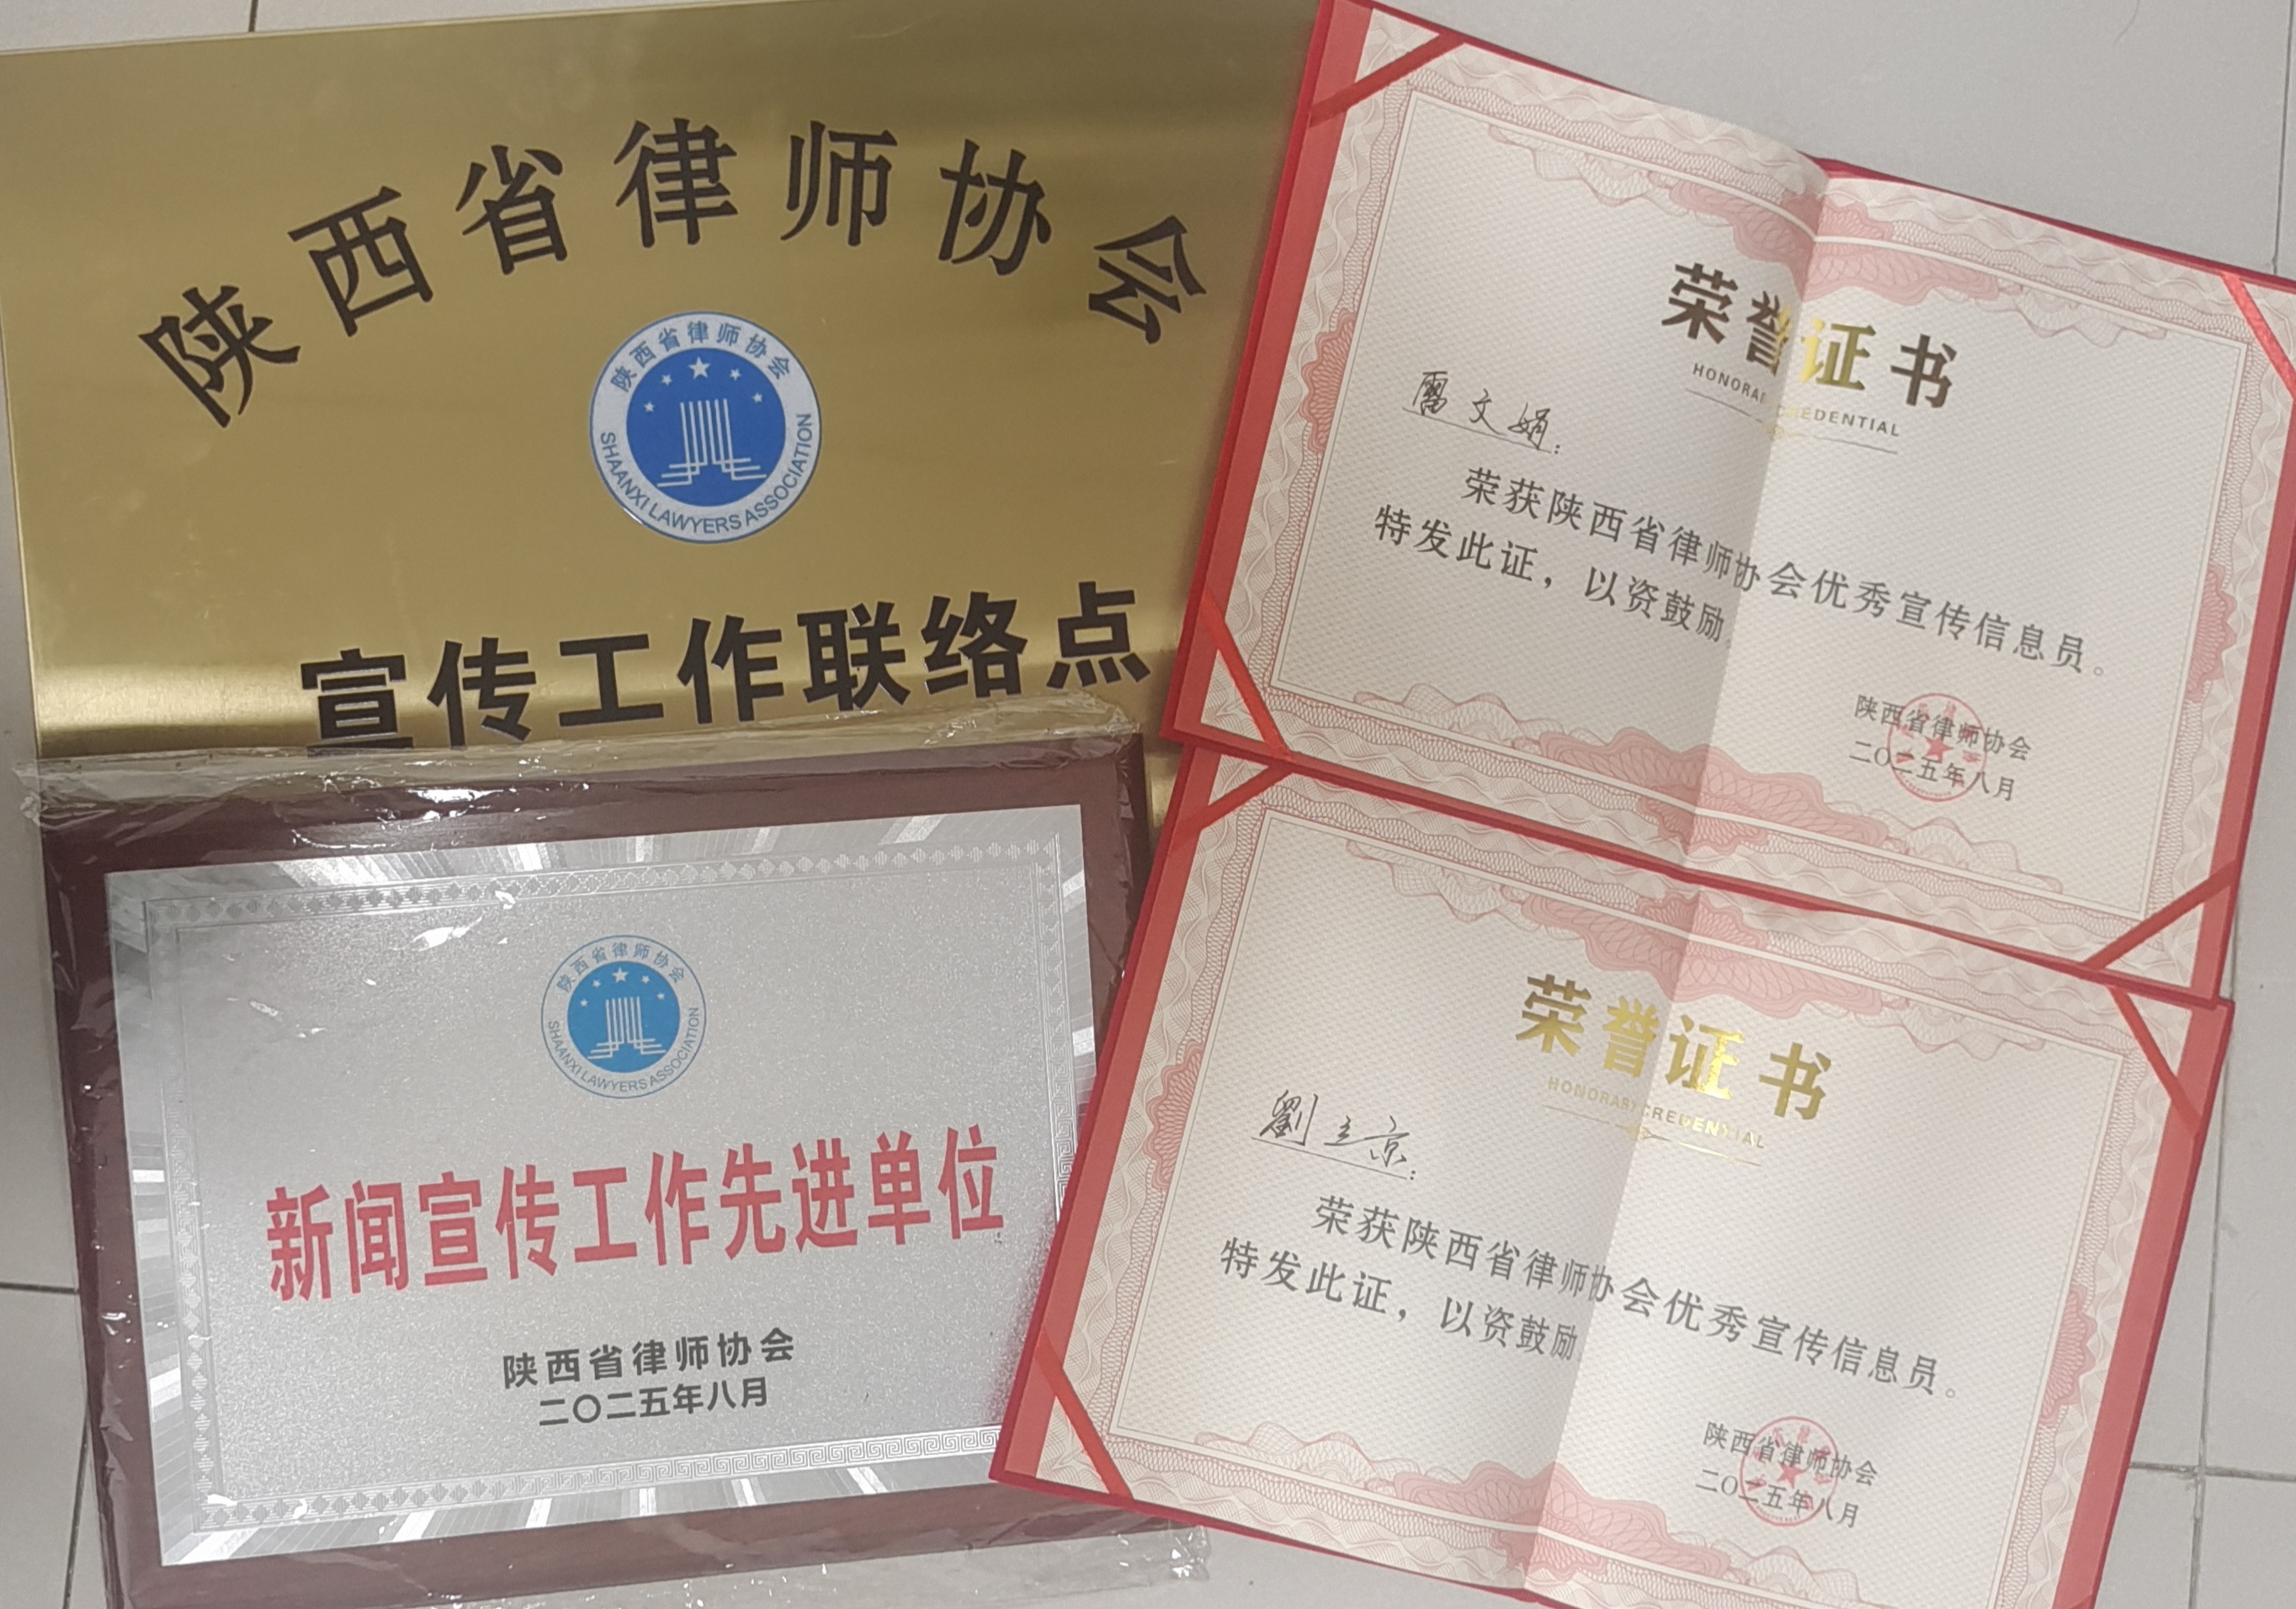 陕西省律师协会
陕西省律师协会
SHAANXI LAWYERS ASSOCIATION
宣传工作联络点
陕西省律师协会
SHAANXI LAWYERS ASSOCIATION
新闻宣传工作先进单位
陕西省律师协会
二〇二五年八月
荣誉证书
HONORARY CREDENTIAL
雷文娟：
荣获陕西省律师协会优秀宣传信息员。
特发此证，以资鼓励
陕西省律师协会
二〇二五年八月
荣誉证书
HONORARY CREDENTIAL
劉立京：
荣获陕西省律师协会优秀宣传信息员。
特发此证，以资鼓励
陕西省律师协会
二〇二五年八月